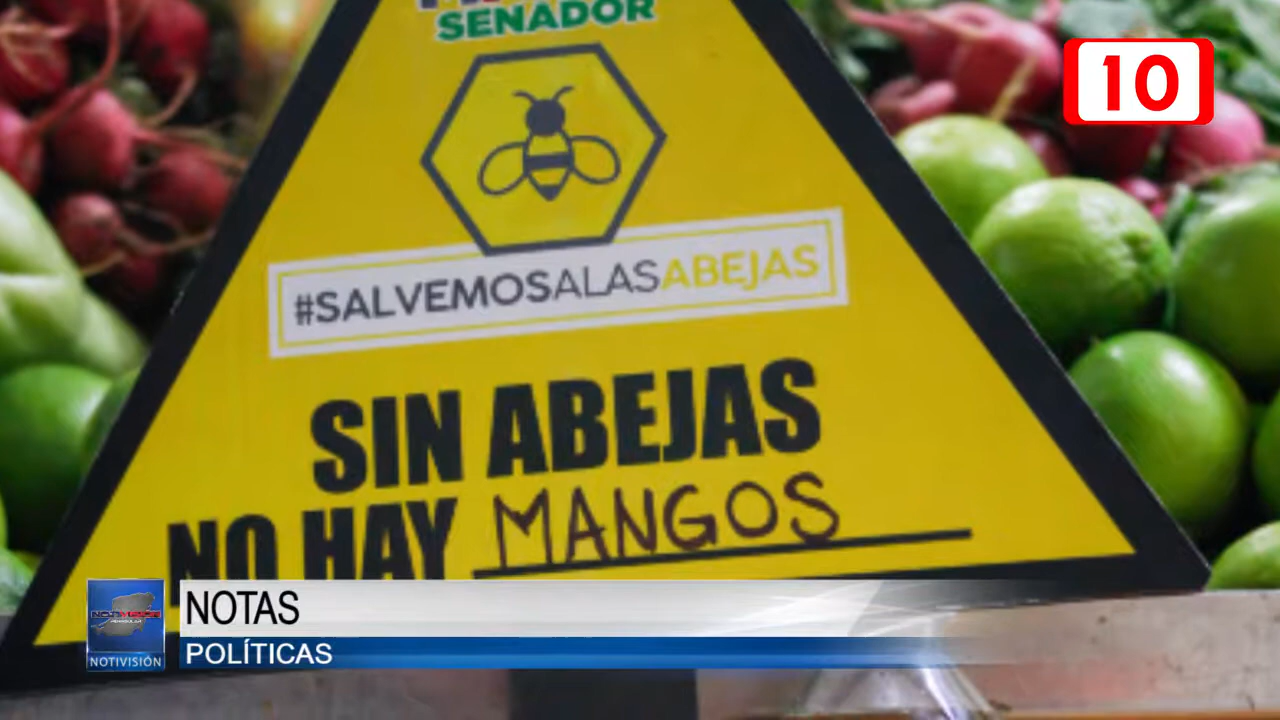 SENADOR
10
#SALVEMOSALASABEJAS
SIN ABEJAS
NO HAY MANGOS
NOTAS
POLÍTICAS
NOTIVISIÓN